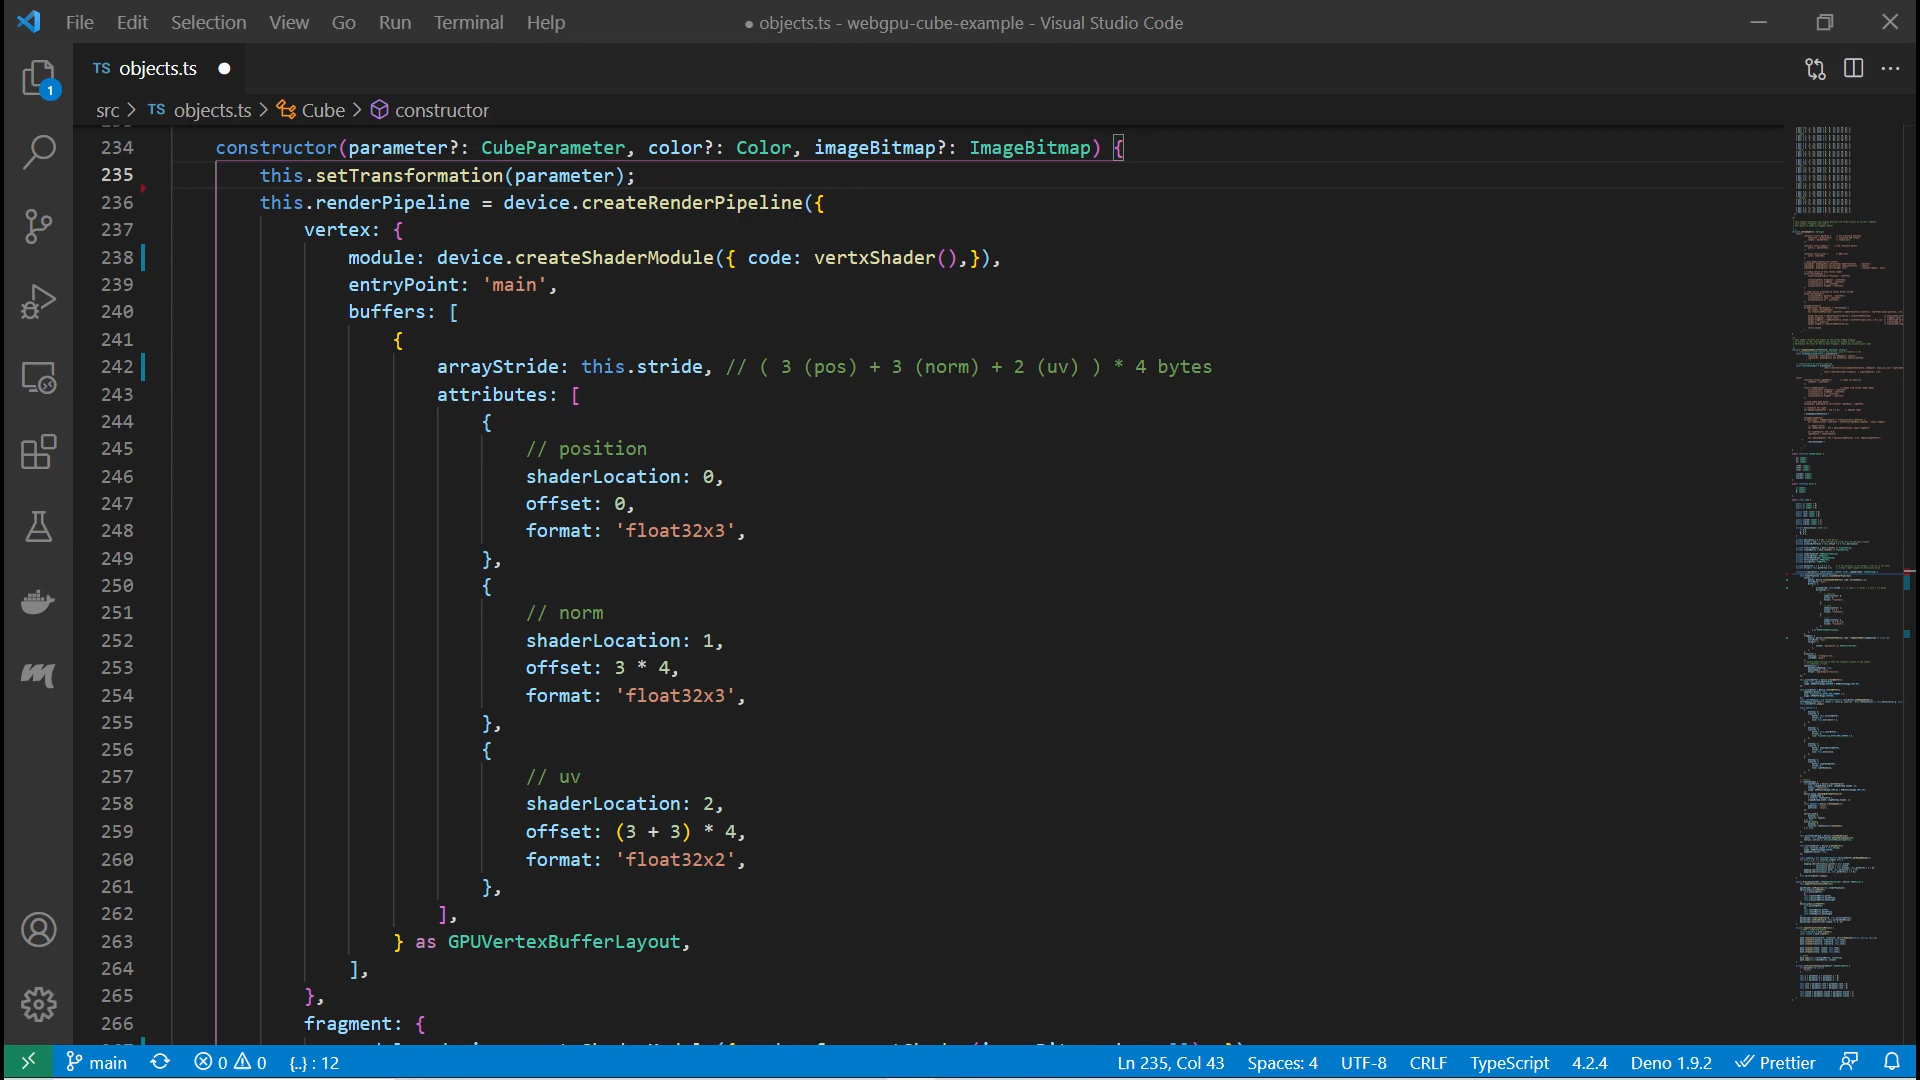 File Edit Selection View Go Run Terminal Help
● objects.ts - webgpu-cube-example - Visual Studio Code
TS objects.ts
1
src > TS objects.ts > Cube > constructor
234 constructor(parameter?: CubeParameter, color?: Color, imageBitmap?: ImageBitmap) {
235 this.setTransformation(parameter);
236 this.renderPipeline = device.createRenderPipeline({
237 vertex: {
238 module: device.createShaderModule({ code: vertxShader(),}),
239 entryPoint: 'main',
240 buffers: [
241 {
242 arrayStride: this.stride, // ( 3 (pos) + 3 (norm) + 2 (uv) ) * 4 bytes
243 attributes: [
244 {
245 // position
246 shaderLocation: 0,
247 offset: 0,
248 format: 'float32x3',
249 },
250 {
251 // norm
252 shaderLocation: 1,
253 offset: 3 * 4,
254 format: 'float32x3',
255 },
256 {
257 // uv
258 shaderLocation: 2,
259 offset: (3 + 3) * 4,
260 format: 'float32x2',
261 },
262 ],
263 } as GPUVertexBufferLayout,
264 ],
265 },
266 fragment: {
main 0 0 {..} : 12 Ln 235, Col 43 Spaces: 4 UTF-8 CRLF TypeScript 4.2.4 Deno 1.9.2 Prettier